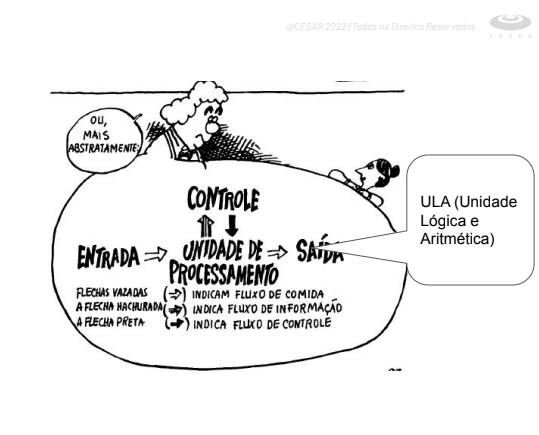 @CESAR 2022 | Todos os Direitos Reservados
CESAR
OU,
MAIS
ABSTRATAMENTE:
CONTROLE
ENTRADA ⇒ UNIDADE DE ⇒ SAÍDA
PROCESSAMENTO
FLECHAS VAZADAS (⇒) INDICAM FLUXO DE COMIDA
A FLECHA HACHURADA (⇒) INDICA FLUXO DE INFORMAÇÃO
A FLECHA PRETA (➡) INDICA FLUXO DE CONTROLE
ULA (Unidade
Lógica e
Aritmética)